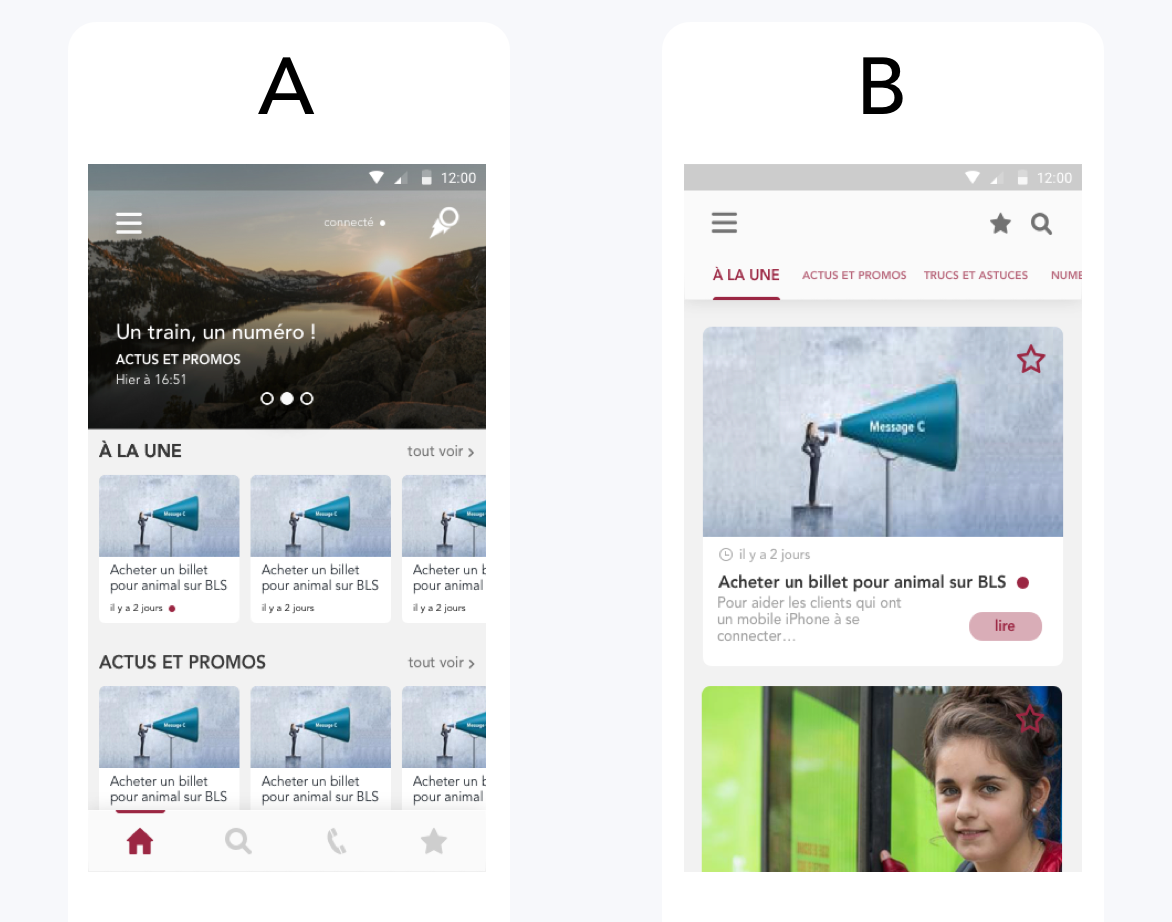 A
12:00
connecté
Un train, un numéro !
ACTUS ET PROMOS
Hier à 16:51
À LA UNE
tout voir >
Message C
Message C
Acheter un billet
pour animal sur BLS
il y a 2 jours
Acheter un billet
pour animal sur BLS
il y a 2 jours
Acheter un b
pour animal
il y a 2 jours
ACTUS ET PROMOS
tout voir >
Message C
Message C
Acheter un billet
pour animal sur BLS
Acheter un billet
pour animal sur BLS
Acheter un b
pour animal
B
12:00
À LA UNE
ACTUS ET PROMOS
TRUCS ET ASTUCES
NUME
Message C
il y a 2 jours
Acheter un billet pour animal sur BLS
Pour aider les clients qui ont
un mobile iPhone à se
connecter...
lire